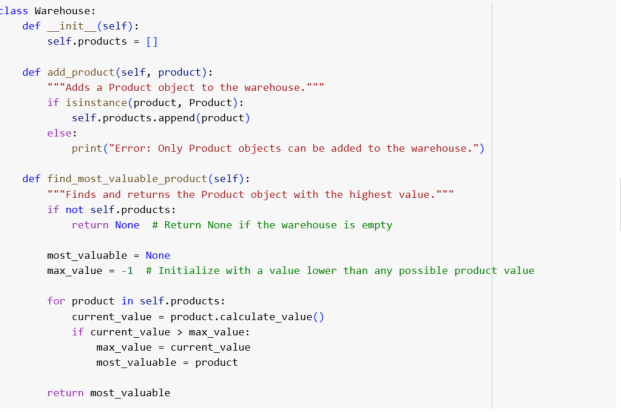 class Warehouse:
    def __init__(self):
        self.products = []

    def add_product(self, product):
        """Adds a Product object to the warehouse."""
        if isinstance(product, Product):
            self.products.append(product)
        else:
            print("Error: Only Product objects can be added to the warehouse.")

    def find_most_valuable_product(self):
        """Finds and returns the Product object with the highest value."""
        if not self.products:
            return None  # Return None if the warehouse is empty

        most_valuable = None
        max_value = -1  # Initialize with a value lower than any possible product value

        for product in self.products:
            current_value = product.calculate_value()
            if current_value > max_value:
                max_value = current_value
                most_valuable = product

        return most_valuable